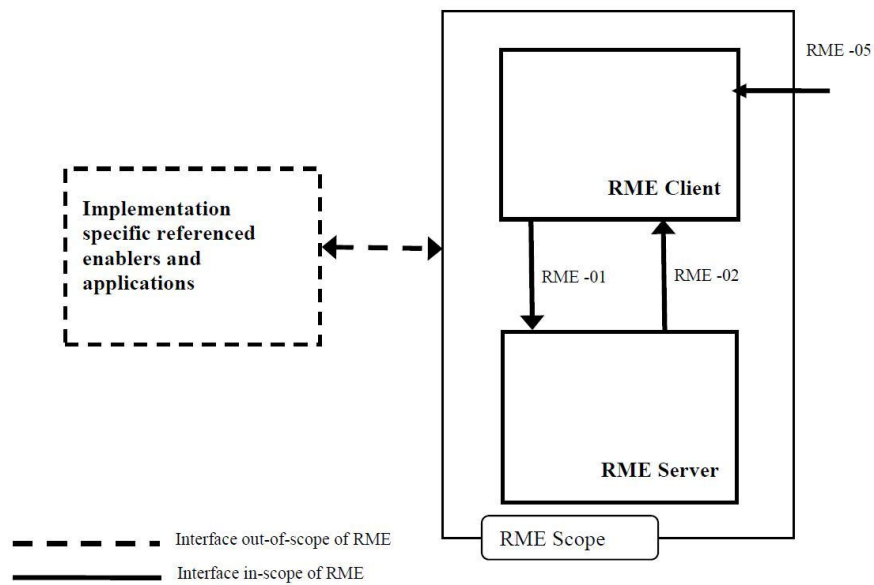 RME -05
RME Client
Implementation
specific referenced
enablers and
applications
RME -01
RME -02
RME Server
RME Scope
Interface out-of-scope of RME
Interface in-scope of RME